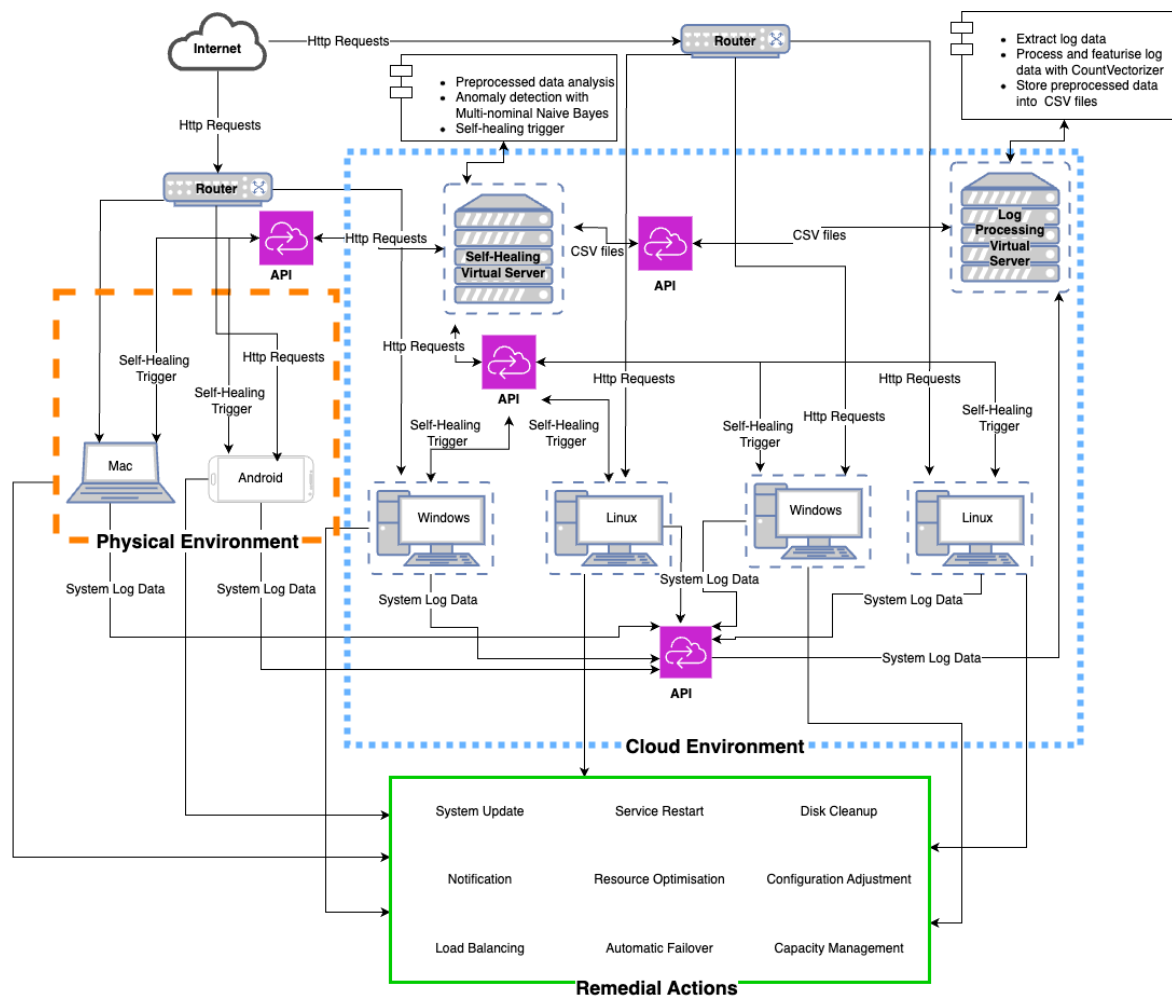 Internet
Http Requests
Router
Preprocessed data analysis
Anomaly detection with
Multi-nominal Naive Bayes
Self-healing trigger
Extract log data
Process and featurise log
data with CountVectorizer
Store preprocessed data
into CSV files
Http Requests
Router
API
Http Requests
Self-Healing
Virtual Server
CSV files
API
CSV files
Log
Processing
Virtual
Server
Self-Healing
Trigger
Http Requests
Self-Healing
Trigger
Http Requests
API
Http Requests
Http Requests
Self-Healing
Trigger
Self-Healing
Trigger
Http Requests
Self-Healing
Trigger
Self-Healing
Trigger
Mac
Android
Physical Environment
Windows
Linux
Windows
Linux
System Log Data
System Log Data
System Log Data
System Log Data
System Log Data
API
System Log Data
Cloud Environment
System Update
Service Restart
Disk Cleanup
Notification
Resource Optimisation
Configuration Adjustment
Load Balancing
Automatic Failover
Capacity Management
Remedial Actions